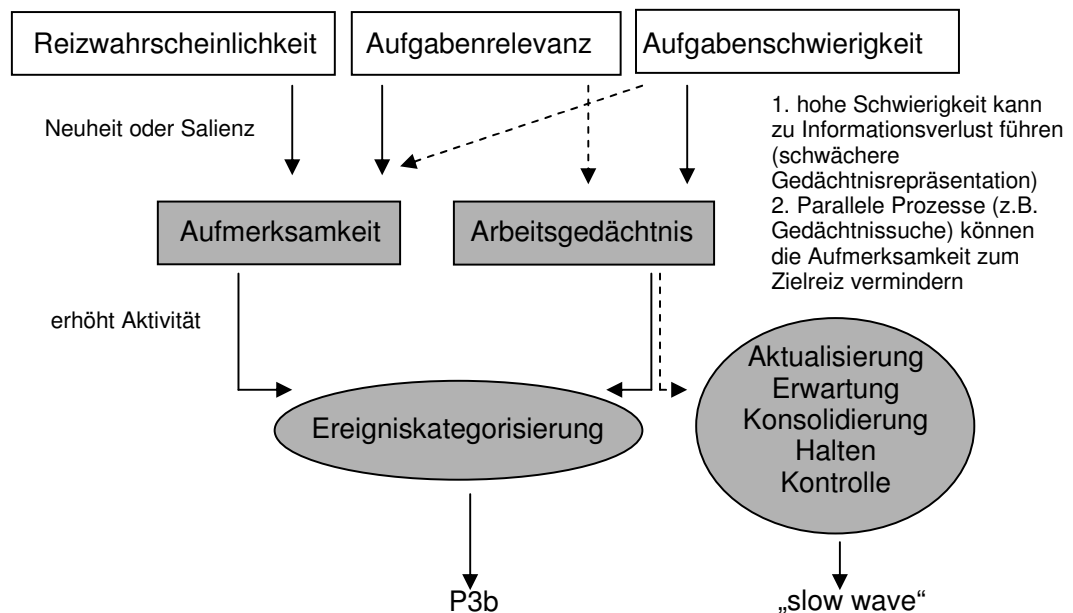 Reizwahrscheinlichkeit
Aufgabenrelevanz
Aufgabenschwierigkeit
Neuheit oder Salienz
1. hohe Schwierigkeit kann
zu Informationsverlust führen
(schwächere
Gedächtnisrepräsentation)
2. Parallele Prozesse (z.B.
Gedächtnissuche) können
die Aufmerksamkeit zum
Zielreiz vermindern
Aufmerksamkeit
Arbeitsgedächtnis
erhöht Aktivität
Ereigniskategorisierung
Aktualisierung
Erwartung
Konsolidierung
Halten
Kontrolle
P3b
„slow wave“